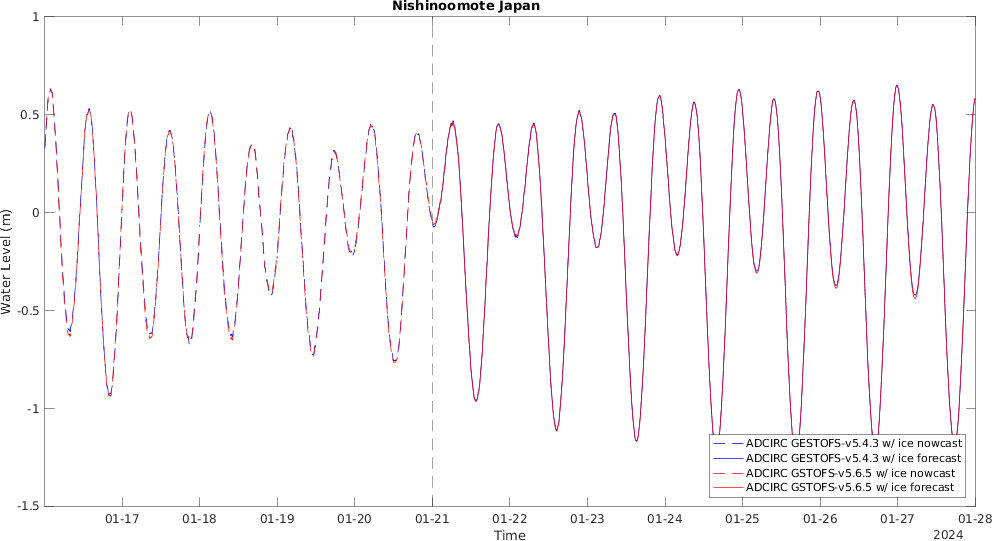 Nishinoomote Japan
Water Level (m)
1
0.5
0
-0.5
-1
-1.5
01-17 01-18 01-19 01-20 01-21 01-22 01-23 01-24 01-25 01-26 01-27 01-28
Time
2024
ADCIRC GESTOFS-v5.4.3 w/ ice nowcast
ADCIRC GESTOFS-v5.4.3 w/ ice forecast
ADCIRC GSTOFS-v5.6.5 w/ ice nowcast
ADCIRC GSTOFS-v5.6.5 w/ ice forecast